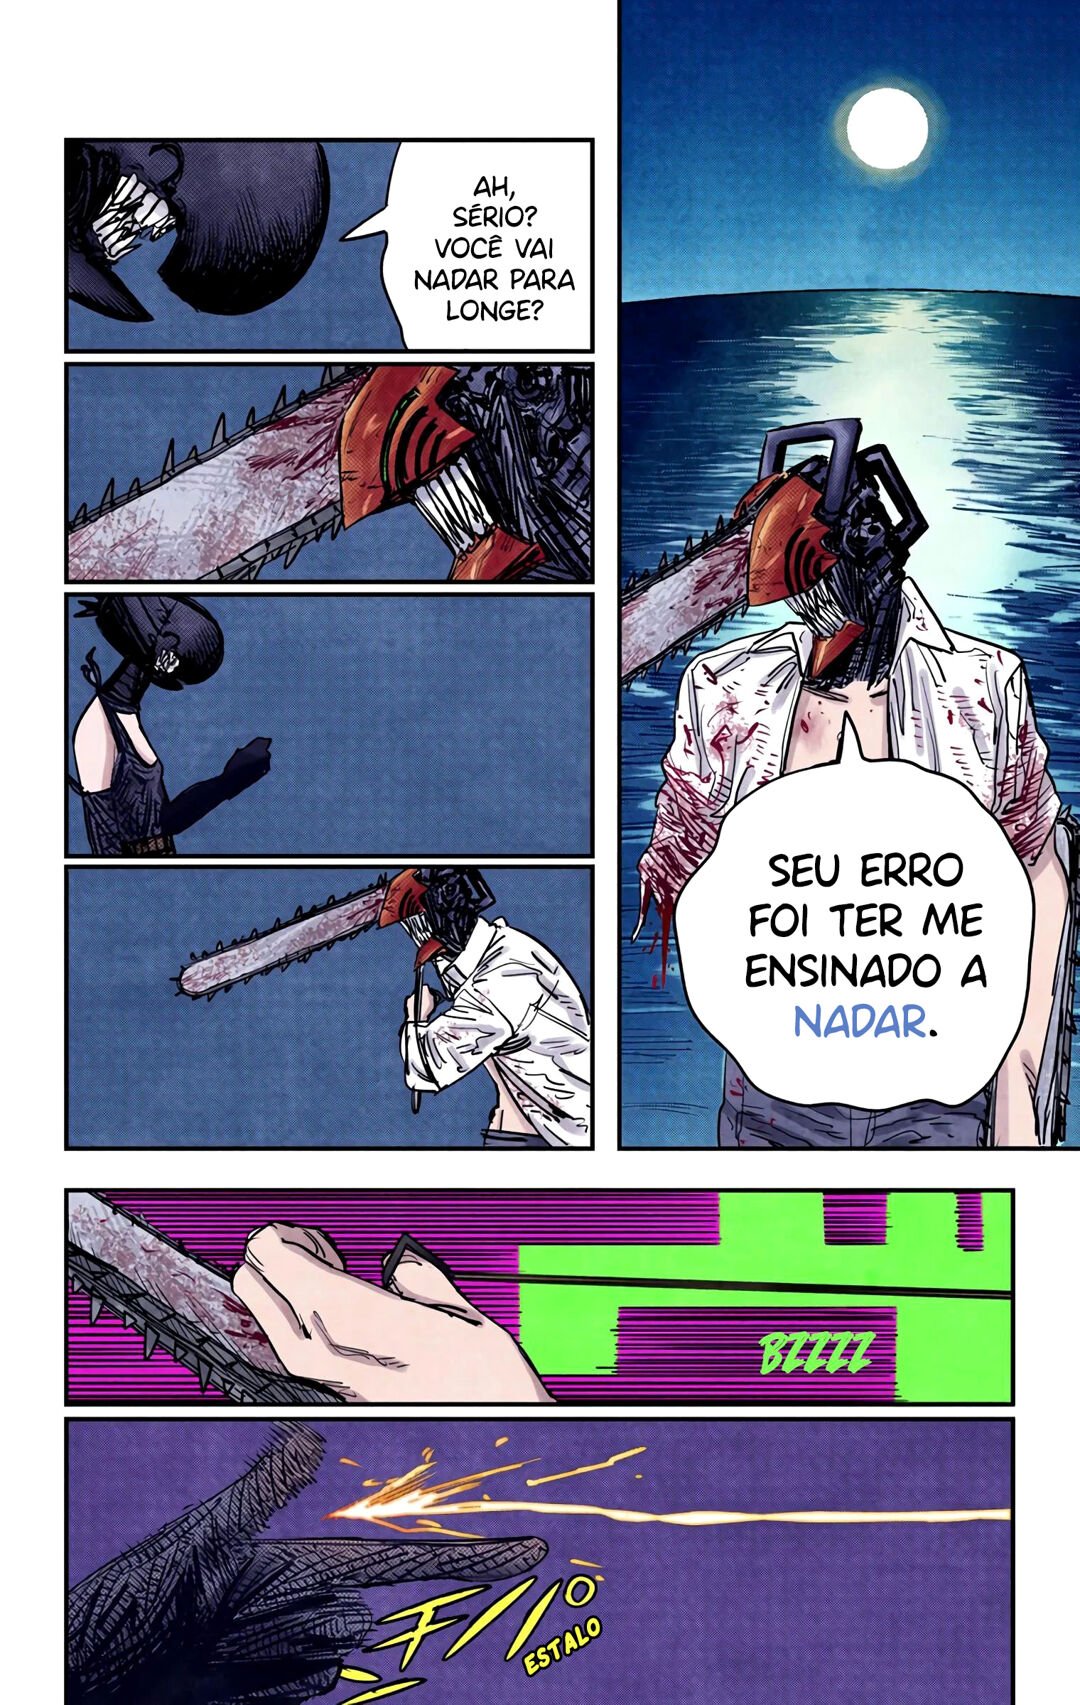 SEU ERRO
FOI TER ME
ENSINADO A
NADAR.
AH,
SÉRIO?
VOCÊ VAI
NADAR PARA
LONGE?
BZZZZ
ESTALO